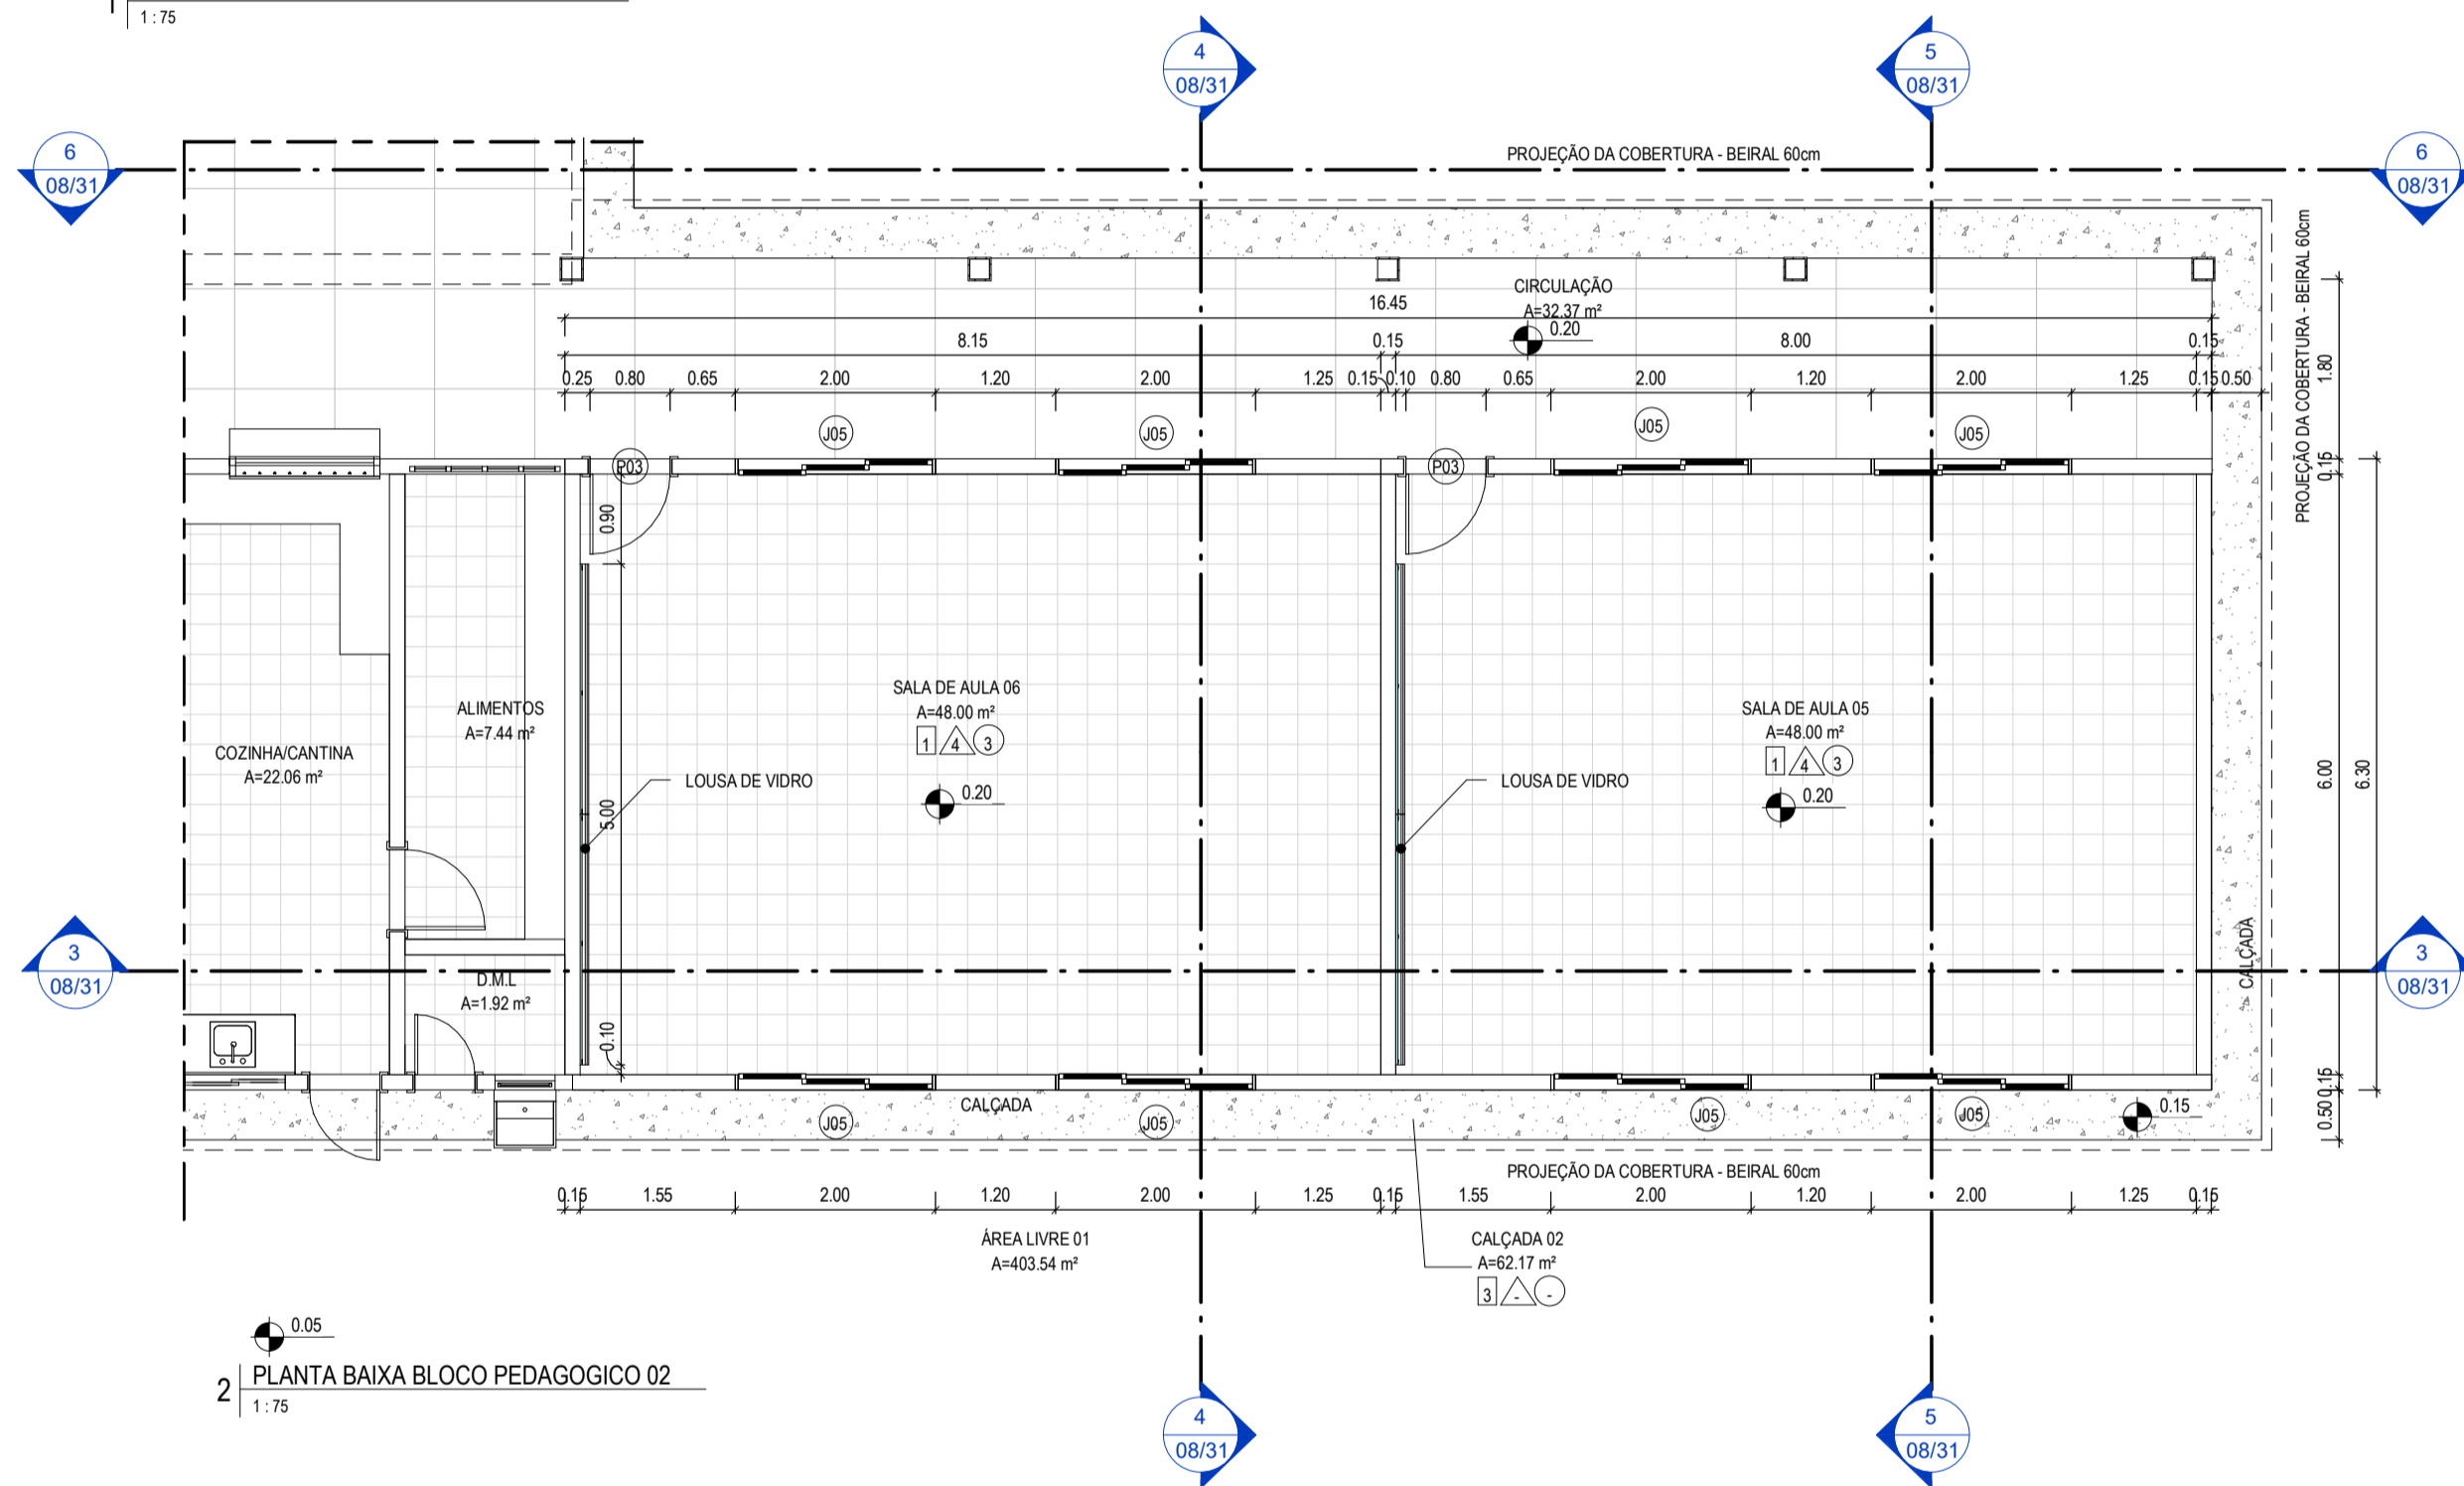 1 : 75
4
08/31
5
08/31
6
08/31
PROJEÇÃO DA COBERTURA - BEIRAL 60cm
6
08/31
PROJEÇÃO DA COBERTURA - BEIRAL 60cm
CIRCULAÇÃO
A=32.37 m²
0.20
16.45
8.15
0.15
8.00
0.15
0.25
0.80
0.65
2.00
1.20
2.00
1.25
0.15
0.10
0.80
0.65
2.00
1.20
2.00
1.25
0.15
0.50
1.80
J05
J05
J05
J05
P03
P03
0.15
0.90
SALA DE AULA 06
A=48.00 m²
1
4
3
0.20
SALA DE AULA 05
A=48.00 m²
1
4
3
0.20
ALIMENTOS
A=7.44 m²
COZINHA/CANTINA
A=22.06 m²
LOUSA DE VIDRO
LOUSA DE VIDRO
5.00
6.00
6.30
3
08/31
D.M.L
A=1.92 m²
CALÇADA
3
08/31
0.10
0.15
0.50
CALÇADA
J05
J05
J05
J05
0.15
PROJEÇÃO DA COBERTURA - BEIRAL 60cm
0.15
1.55
2.00
1.20
2.00
1.25
0.15
1.55
2.00
1.20
2.00
1.25
0.15
ÁREA LIVRE 01
A=403.54 m²
CALÇADA 02
A=62.17 m²
3
-
-
0.05
2
PLANTA BAIXA BLOCO PEDAGOGICO 02
1 : 75
4
08/31
5
08/31